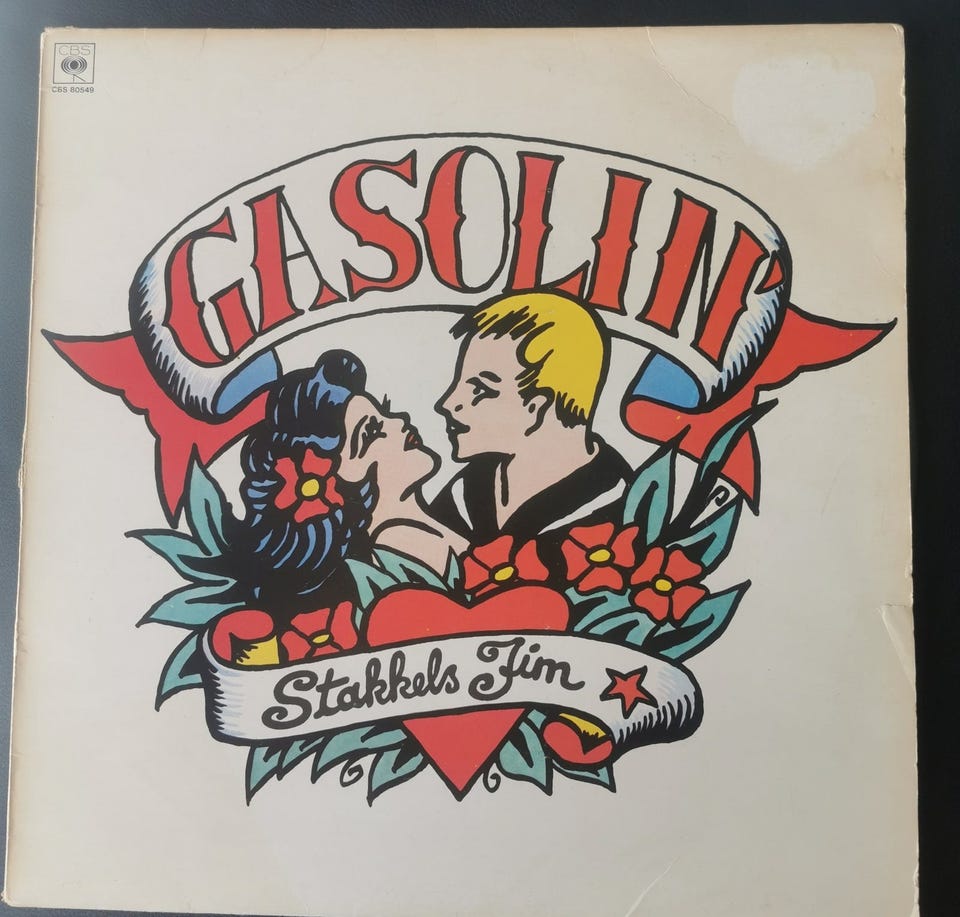 CBS
CBS 80549
GASOLIN'
Stakkels Jim